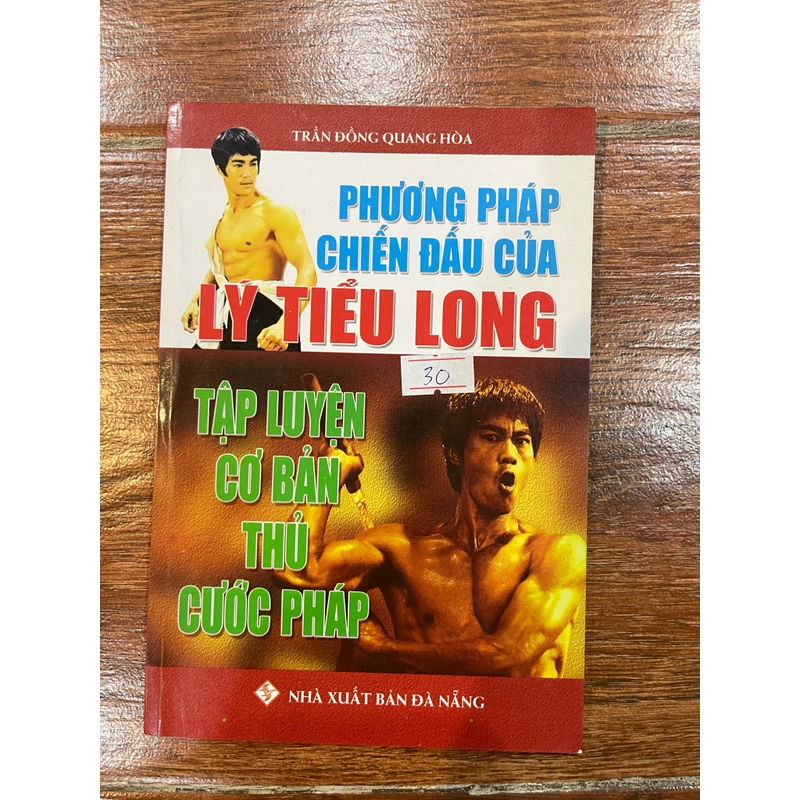 TRẦN ĐÔNG QUANG HÒA
PHƯƠNG PHÁP
CHIẾN ĐẤU CỦA
LÝ TIỂU LONG
30
TẬP LUYỆN
CƠ BẢN
THỦ
CƯỚC PHÁP
NHÀ XUẤT BẢN ĐÀ NẴNG